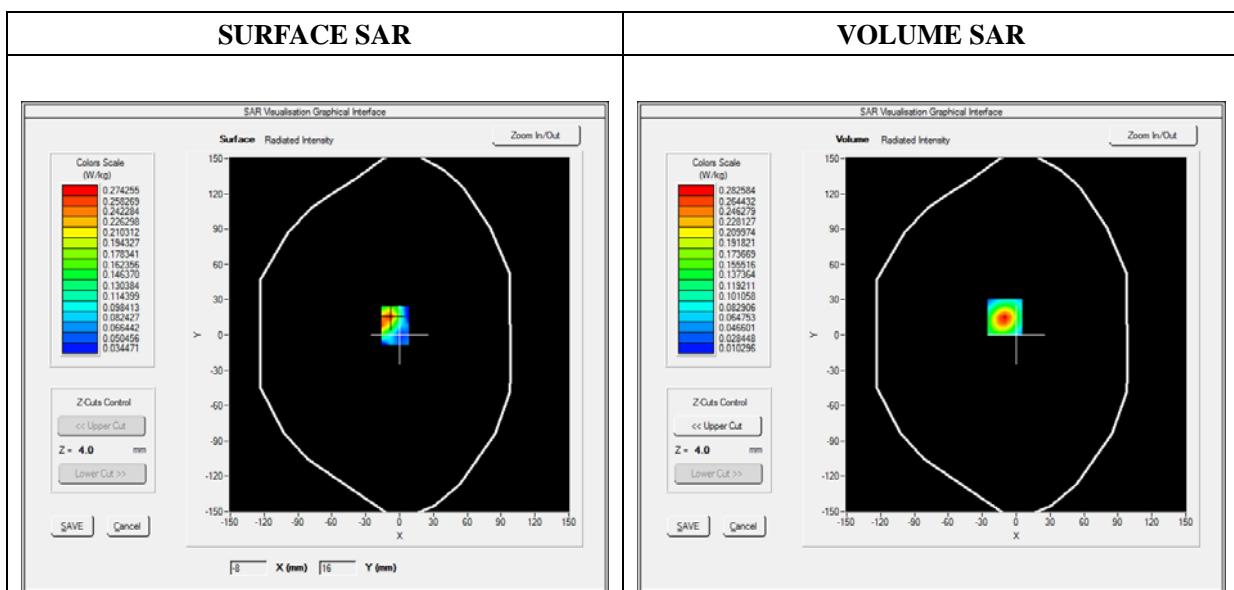 SURFACE SAR
VOLUME SAR
SAR Visualisation Graphical Interface
Surface Radiated Intensity
Zoom In/Out
Colors Scale
(W/kg)
0.274255
0.258269
0.242284
0.226298
0.210312
0.194327
0.178341
0.162356
0.146370
0.130384
0.114399
0.098413
0.082427
0.066442
0.050456
0.034471
Z-Cuts Control
<< Upper Cut
Z = 4.0 mm
Lower Cut >>
SAVE Cancel
150
120
90
60
30
0
-30
-60
-90
-120
-150
Y
-150 -120 -90 -60 -30 0 30 60 90 120 150
X
-8 X (mm) 16 Y (mm)
SAR Visualisation Graphical Interface
Volume Radiated Intensity
Zoom In/Out
Colors Scale
(W/kg)
0.282584
0.264432
0.246279
0.228127
0.209974
0.191821
0.173669
0.155516
0.137364
0.119211
0.101058
0.082906
0.064753
0.046601
0.028448
0.010296
Z-Cuts Control
<< Upper Cut
Z = 4.0 mm
Lower Cut >>
SAVE Cancel
150
120
90
60
30
0
-30
-60
-90
-120
-150
Y
-150 -120 -90 -60 -30 0 30 60 90 120 150
X